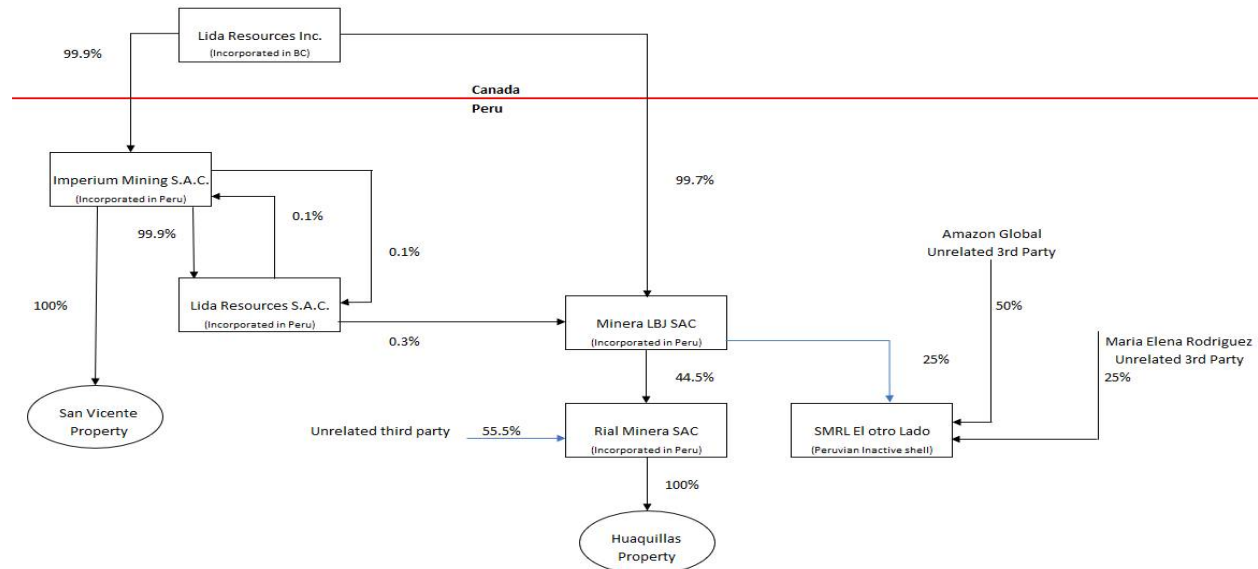 Lida Resources Inc.
(Incorporated in BC)
99.9%
Canada
Peru
Imperium Mining S.A.C.
(Incorporated in Peru)
99.7%
0.1%
99.9%
Amazon Global
Unrelated 3rd Party
0.1%
100%
Lida Resources S.A.C.
(Incorporated in Peru)
50%
Minera LBJ SAC
(Incorporated in Peru)
0.3%
Maria Elena Rodriguez
Unrelated 3rd Party
25%
25%
44.5%
San Vicente
Property
Unrelated third party
55.5%
Rial Minera SAC
(Incorporated in Peru)
SMRL El otro Lado
(Peruvian Inactive shell)
100%
Huaquillas
Property